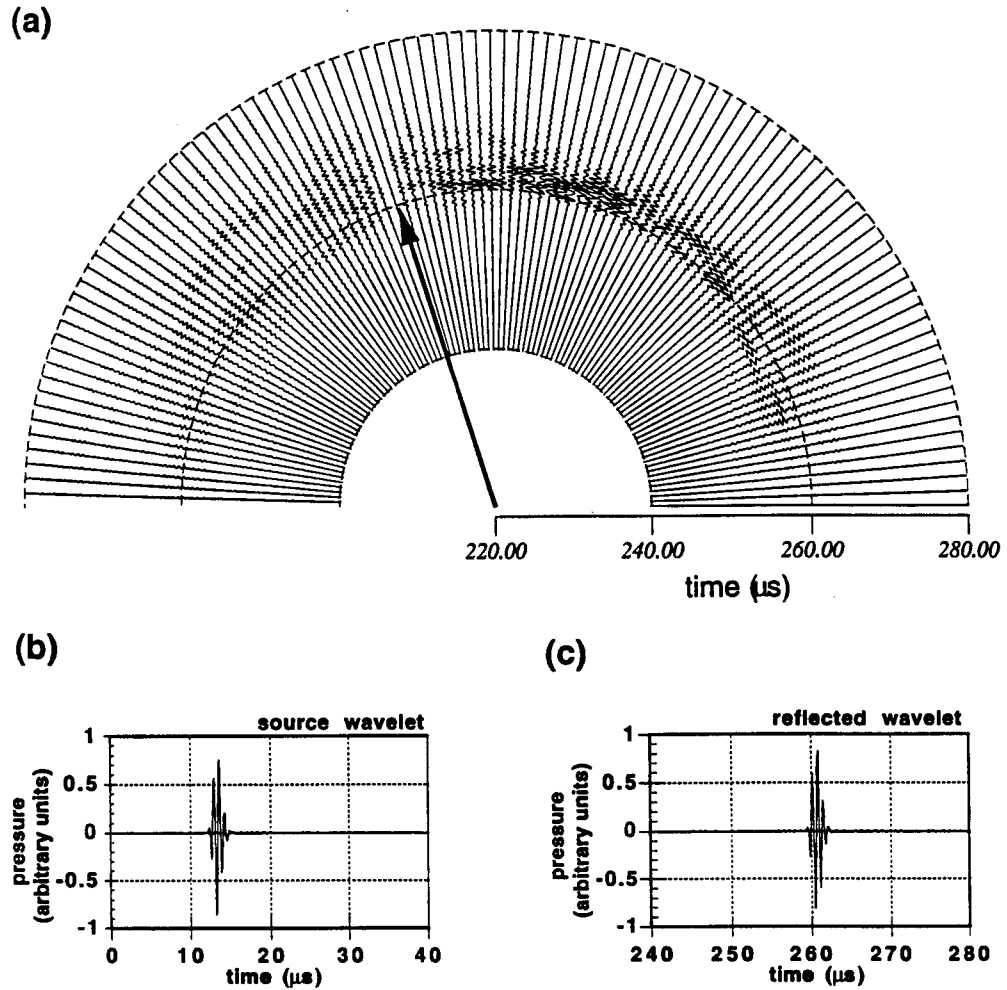 (a)
220.00 240.00 260.00 280.00
time (µs)
(b)
source wavelet
1
0.5
0
-0.5
-1
pressure
(arbitrary units)
0 10 20 30 40
time (µs)
(c)
reflected wavelet
1
0.5
0
-0.5
-1
pressure
(arbitrary units)
240 250 260 270 280
time (µs)